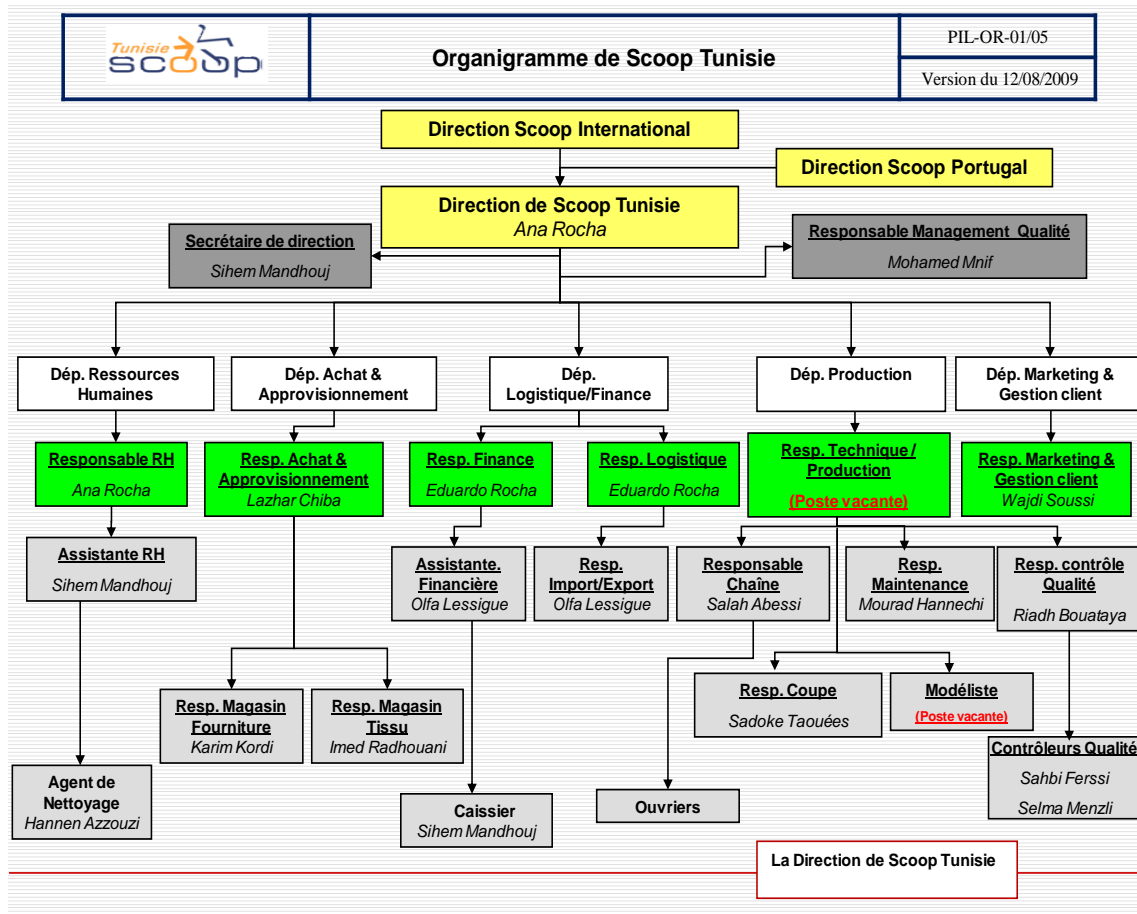 Tunisie
scoop
Organigramme de Scoop Tunisie
PIL-OR-01/05
Version du 12/08/2009
Direction Scoop International
Direction Scoop Portugal
Direction de Scoop Tunisie
Ana Rocha
Secrétaire de direction
Sihem Mandhouj
Responsable Management Qualité
Mohamed Mnif
Dép. Ressources
Humaines
Dép. Achat &
Approvisionnement
Dép.
Logistique/Finance
Dép. Production
Dép. Marketing &
Gestion client
Responsable RH
Ana Rocha
Resp. Achat &
Approvisionnement
Lazhar Chiba
Resp. Finance
Eduardo Rocha
Resp. Logistique
Eduardo Rocha
Resp. Technique /
Production
(Poste vacante)
Resp. Marketing &
Gestion client
Wajdi Soussi
Assistante RH
Sihem Mandhouj
Assistante.
Financière
Olfa Lessigue
Resp.
Import/Export
Olfa Lessigue
Responsable
Chaîne
Salah Abessi
Resp.
Maintenance
Mourad Hannechi
Resp. contrôle
Qualité
Riadh Bouataya
Resp. Magasin
Fourniture
Karim Kordi
Resp. Magasin
Tissu
Imed Radhouani
Resp. Coupe
Sadoke Taouées
Modéliste
(Poste vacante)
Contrôleurs Qualité
Sahbi Ferssi
Selma Menzli
Agent de
Nettoyage
Hannen Azzouzi
Caissier
Sihem Mandhouj
Ouvriers
La Direction de Scoop Tunisie